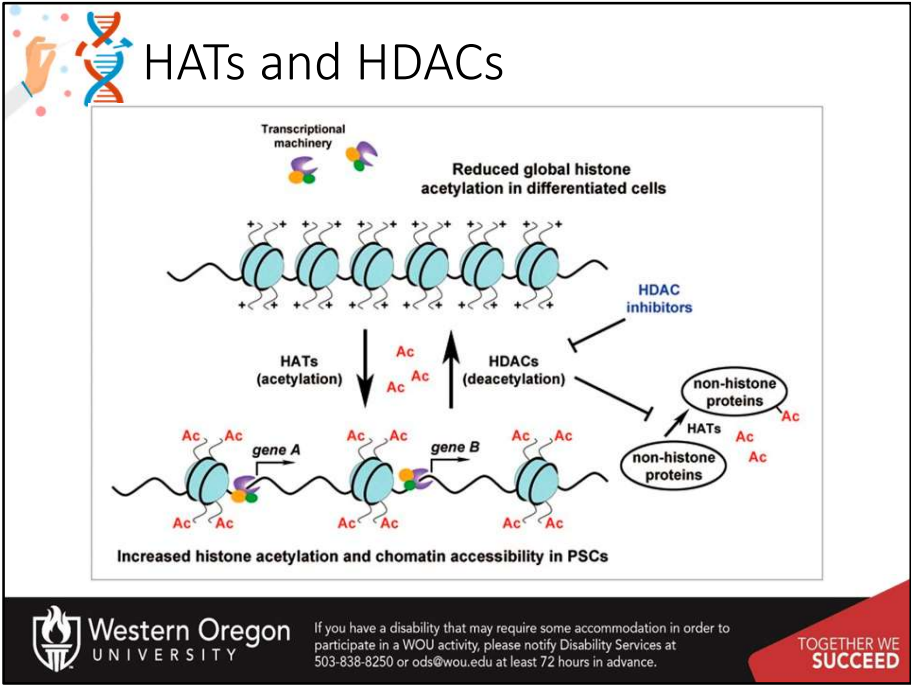 HATs and HDACs
Transcriptional
machinery
Reduced global histone
acetylation in differentiated cells
+ + + + + + + + + + + +
+ + + + + + + + + + + +
HDAC
inhibitors
HATs
(acetylation)
Ac
Ac
Ac
HDACs
(deacetylation)
non-histone
proteins
Ac
HATs
Ac
Ac
non-histone
proteins
Ac Ac
gene A
Ac Ac
gene B
Ac Ac
Ac Ac
Ac Ac
Ac Ac
Increased histone acetylation and chomatin accessibility in PSCs
Western Oregon
UNIVERSITY
If you have a disability that may require some accommodation in order to
participate in a WOU activity, please notify Disability Services at
503-838-8250 or ods@wou.edu at least 72 hours in advance.
TOGETHER WE
SUCCEED